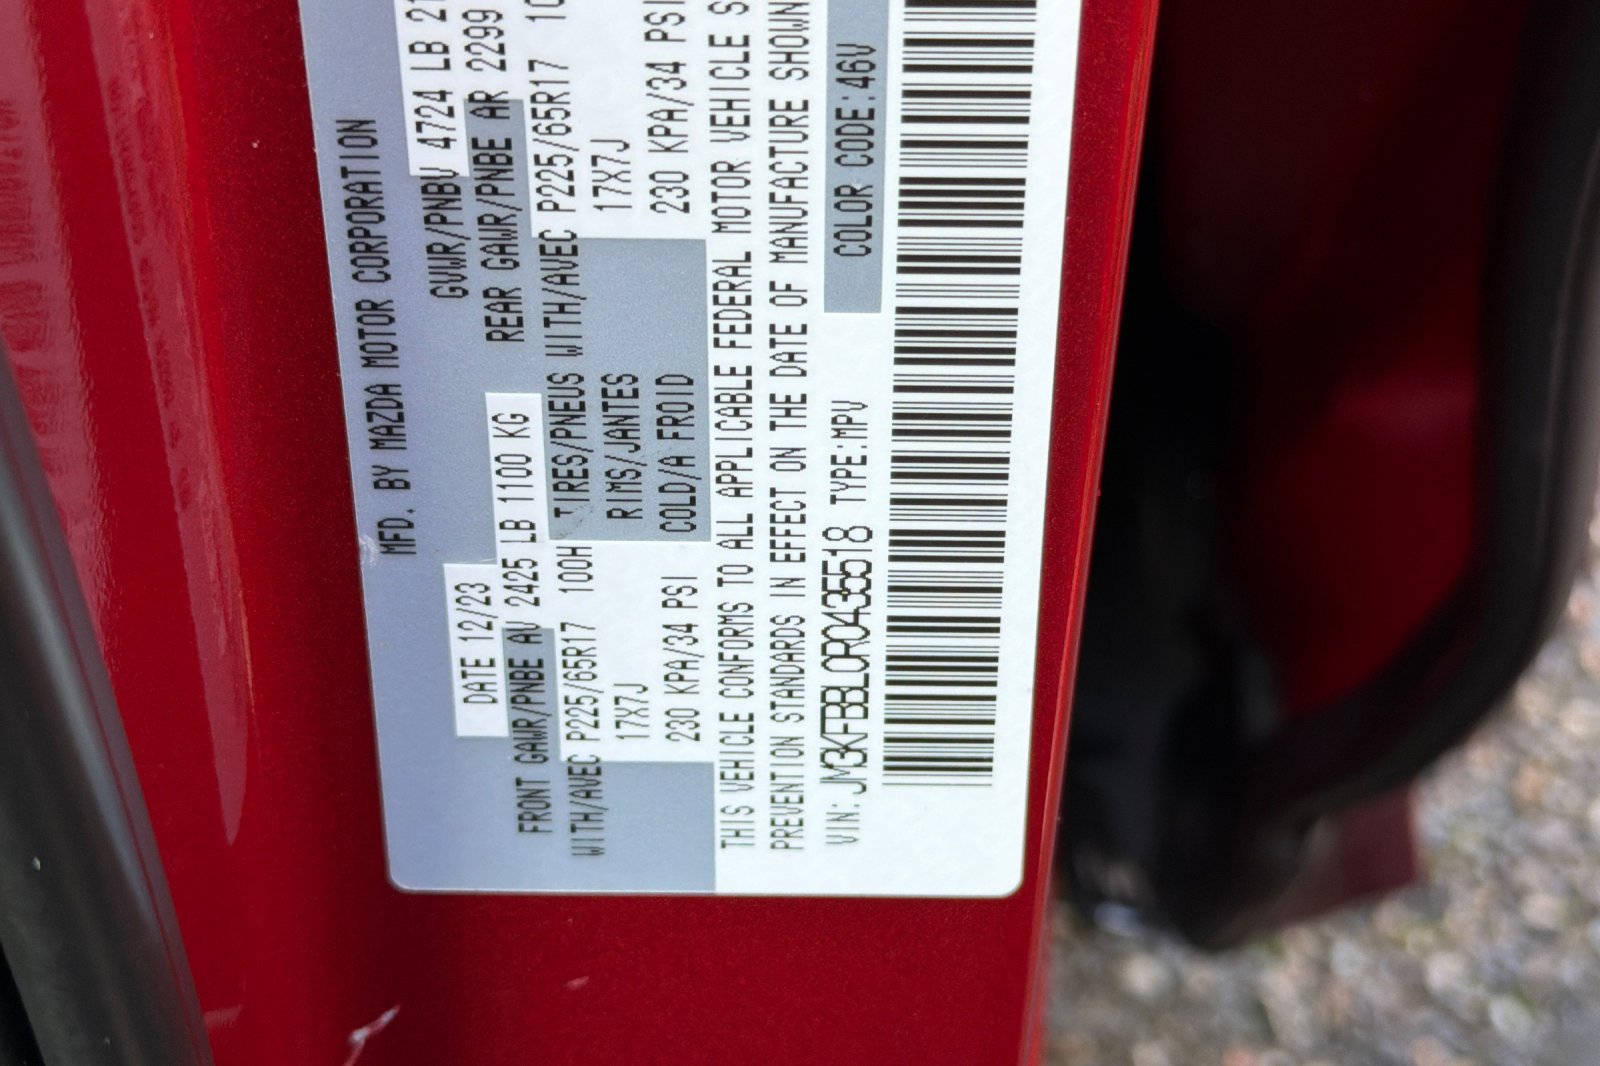 MFD. BY MAZDA MOTOR CORPORATION
DATE 12/23 GVWR/PNBV 4724 LB 21
FRONT GAWR/PNBE AV 2425 LB 1100 KG REAR GAWR/PNBE AR 2299
WITH/AVEC P225/65R17 100H TIRES/PNEUS WITH/AVEC P225/65R17 10
17X7J RIMS/JANTES 17X7J
230 KPA/34 PSI COLD/A FROID 230 KPA/34 PSI
THIS VEHICLE CONFORMS TO ALL APPLICABLE FEDERAL MOTOR VEHICLE S
PREVENTION STANDARDS IN EFFECT ON THE DATE OF MANUFACTURE SHOWN
VIN: JM3KFBBL0R0435518 TYPE:MPV COLOR CODE:46V